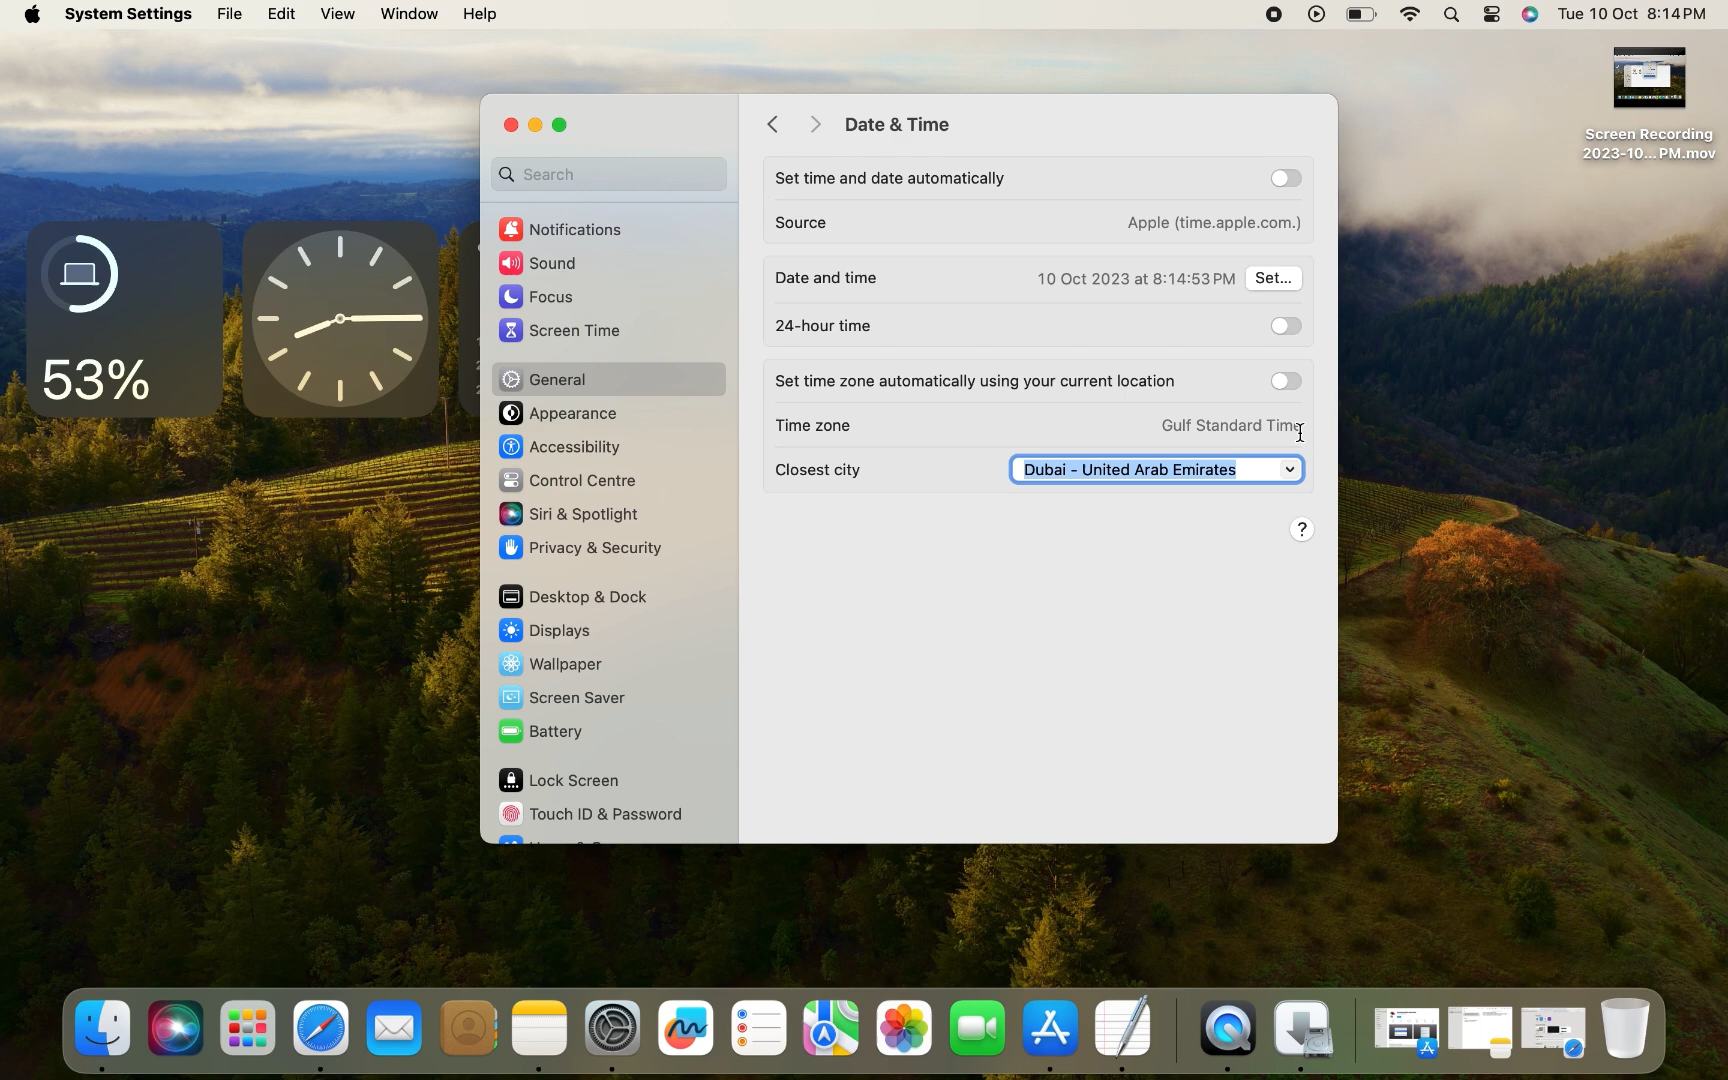 System Settings File Edit View Window Help Tue 10 Oct 8:14PM
Screen Recording
2023-10...PM.mov
Date & Time
Search
Set time and date automatically
Source Apple (time.apple.com.)
Notifications
Sound
Focus
Screen Time
Date and time 10 Oct 2023 at 8:14:53PM Set...
24-hour time
53%
General
Appearance
Accessibility
Control Centre
Siri & Spotlight
Privacy & Security
Set time zone automatically using your current location
Time zone Gulf Standard Time
Closest city Dubai - United Arab Emirates
?
Desktop & Dock
Displays
Wallpaper
Screen Saver
Battery
Lock Screen
Touch ID & Password